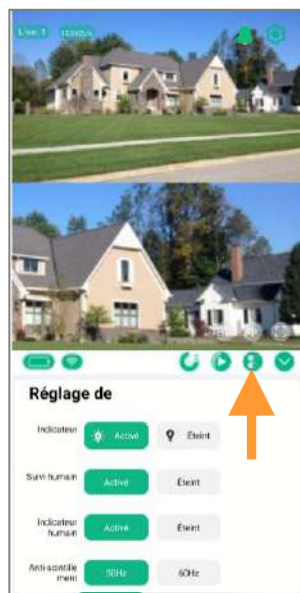 Live: 1
Réglage de
Indicateur
Activé
Éteint
Suivi humain
Activé
Éteint
Indicateur
humain
Activé
Éteint
Anti-scintille
ment
50Hz
60Hz